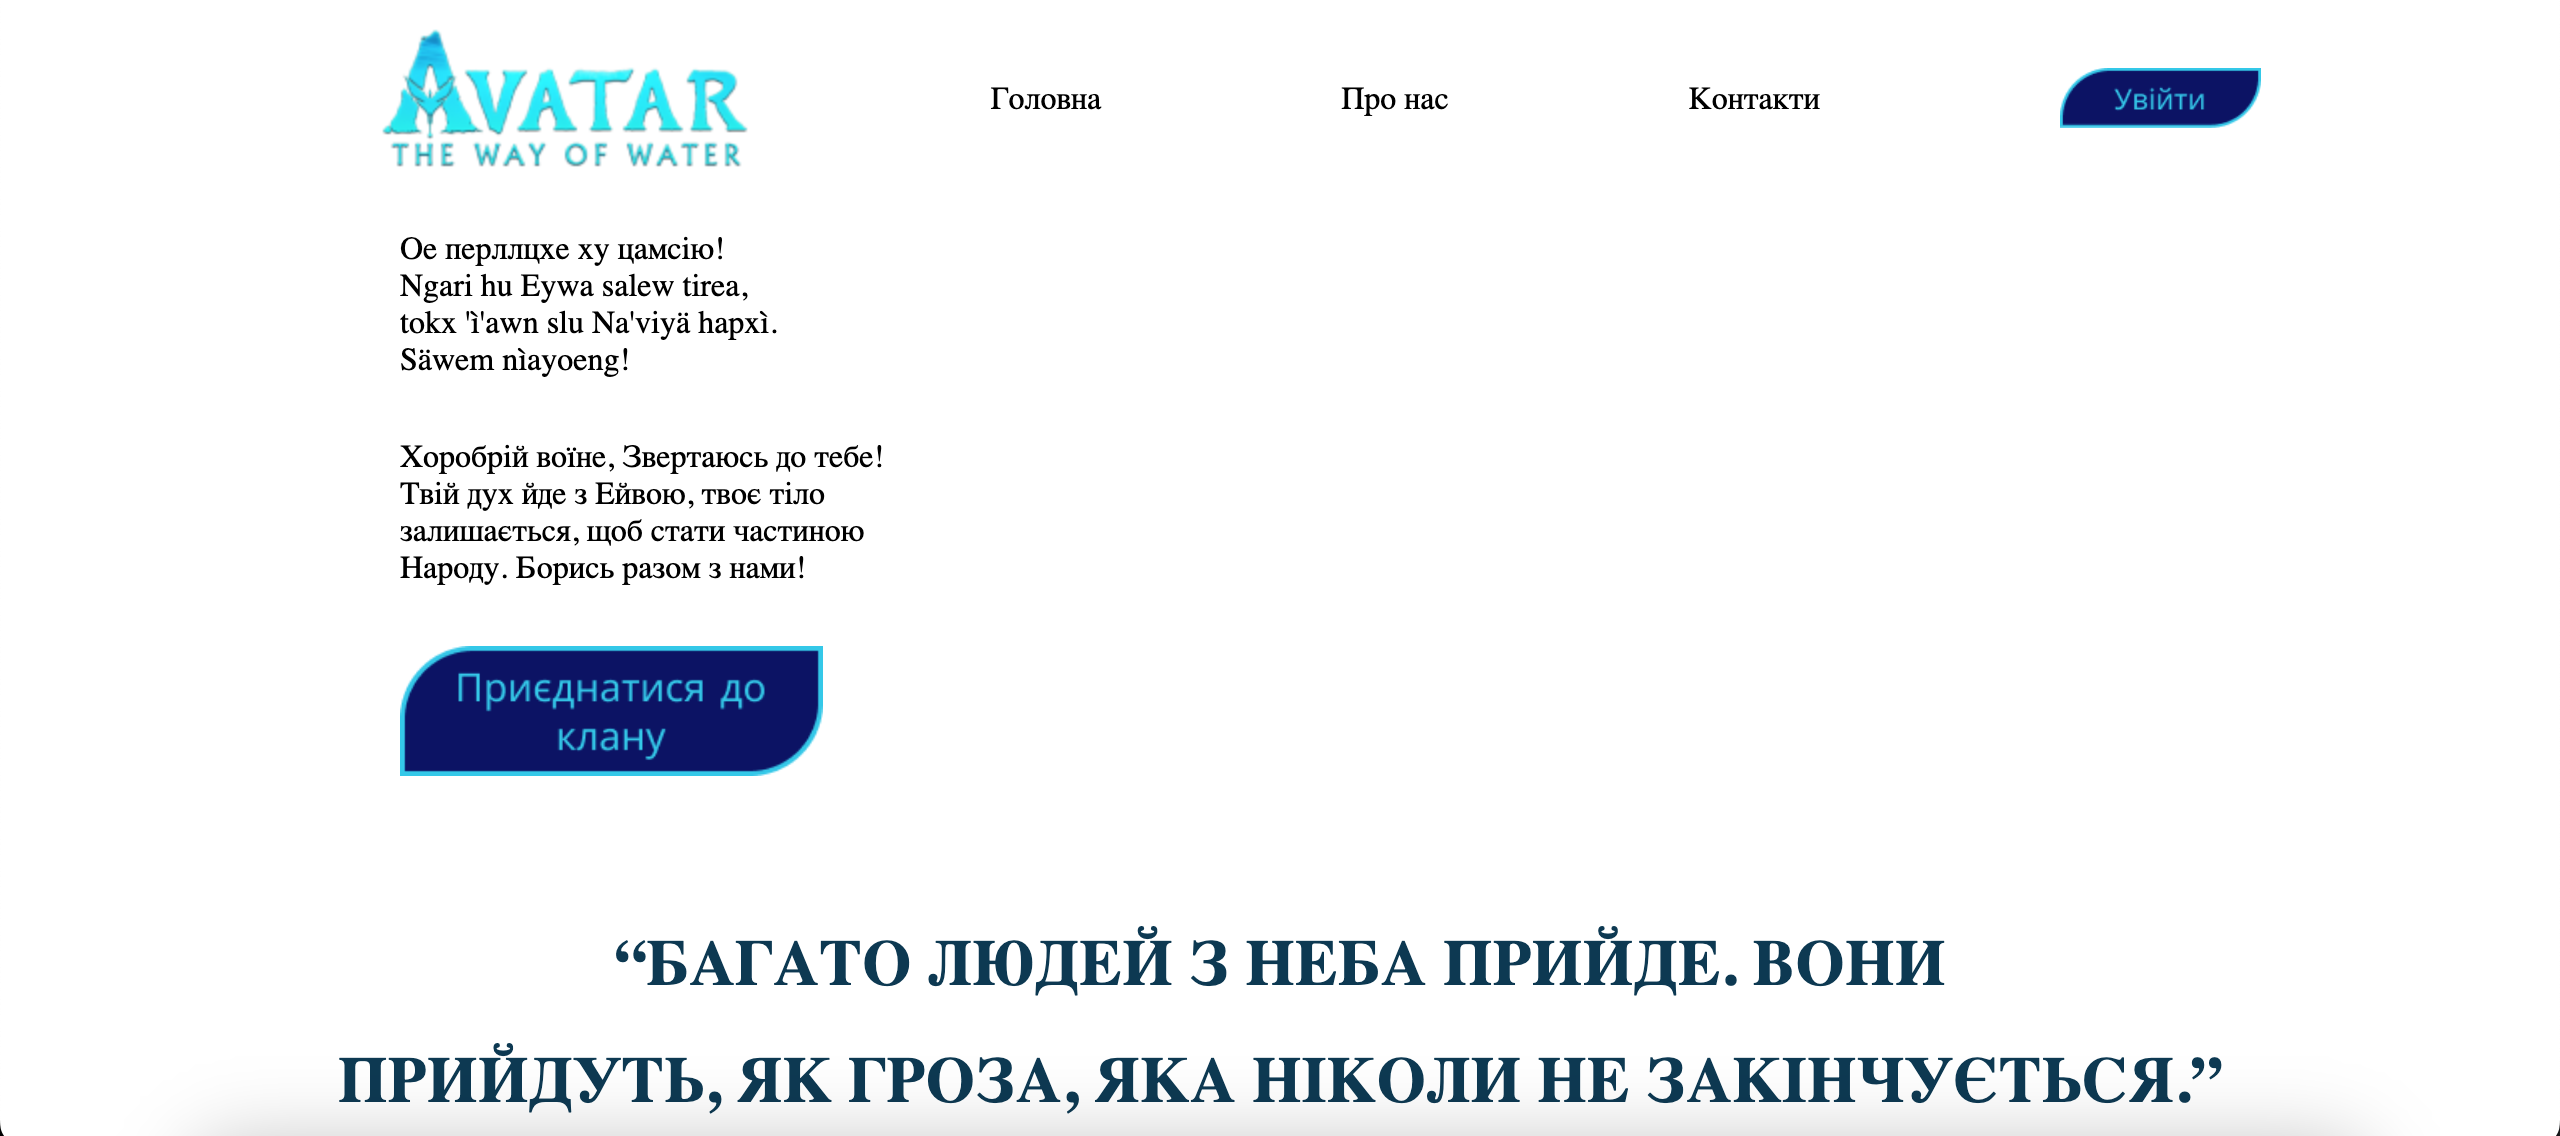 AVATAR
THE WAY OF WATER
Головна
Про нас
Контакти
Увійти
Ое перллцхе ху цамсію!
Ngari hu Eywa salew tirea,
tokx 'ì'awn slu Na'viyä hapxì.
Säwem nìayoeng!
Хоробрій воїне, Звертаюсь до тебе!
Твій дух йде з Ейвою, твоє тіло
залишається, щоб стати частиною
Народу. Борись разом з нами!
Приєднатися до
клану
“БАГАТО ЛЮДЕЙ З НЕБА ПРИЙДЕ. ВОНИ
ПРИЙДУТЬ, ЯК ГРОЗА, ЯКА НІКОЛИ НЕ ЗАКІНЧУЄТЬСЯ.”